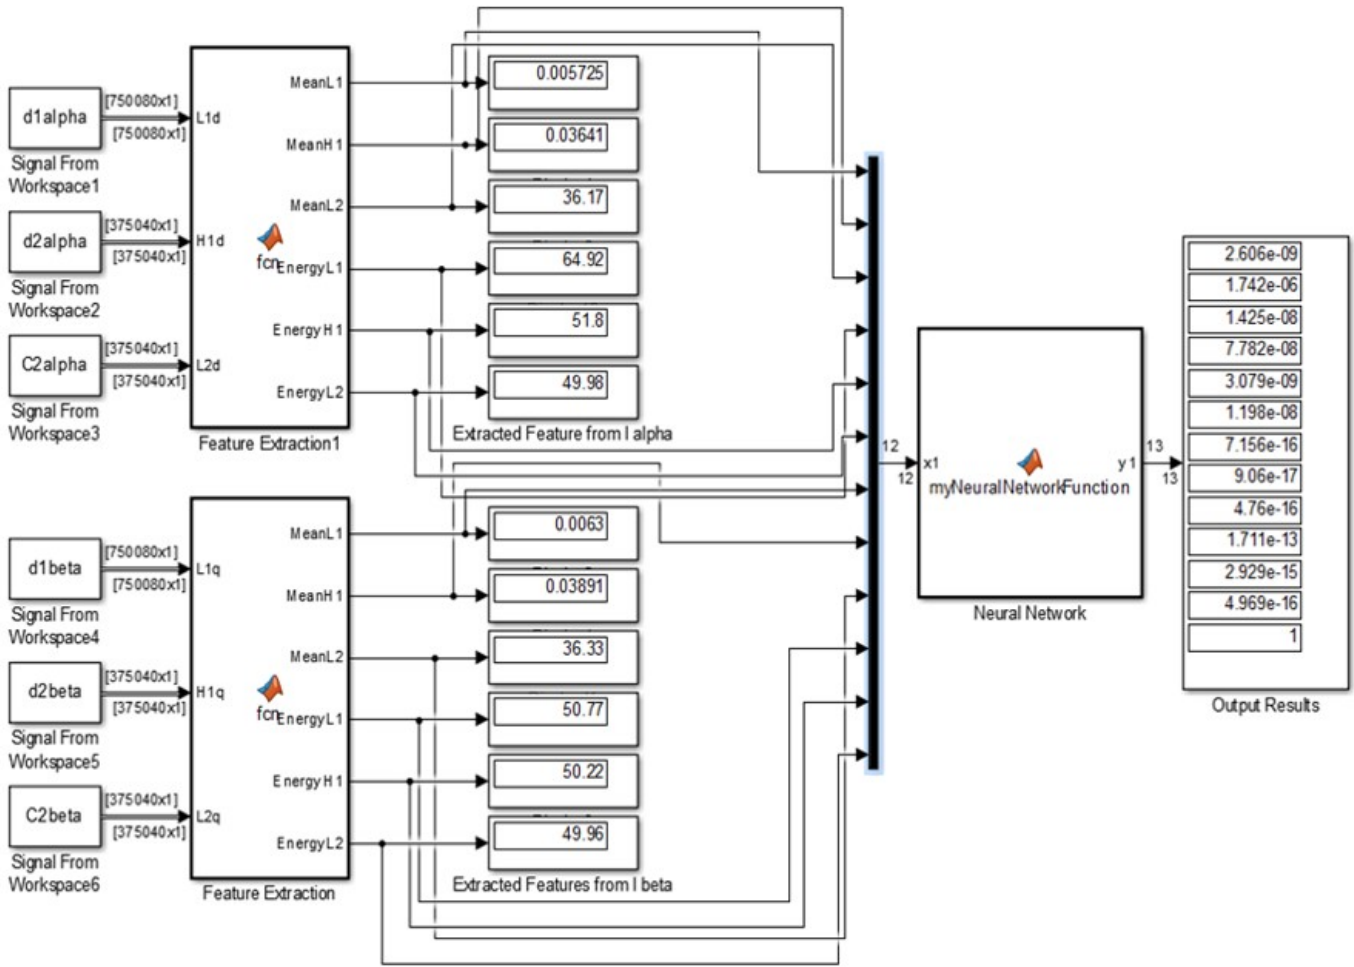 d1alpha
Signal From
Workspace1
[750080x1]
[750080x1]
d2alpha
Signal From
Workspace2
[375040x1]
[375040x1]
C2alpha
Signal From
Workspace3
[375040x1]
[375040x1]
L1d
H1d
L2d
fcn
MeanL1
MeanH1
MeanL2
EnergyL1
EnergyH1
EnergyL2
Feature Extraction1
0.005725
0.03641
36.17
64.92
51.8
49.98
Extracted Feature from I alpha
d1beta
Signal From
Workspace4
[750080x1]
[750080x1]
d2beta
Signal From
Workspace5
[375040x1]
[375040x1]
C2beta
Signal From
Workspace6
[375040x1]
[375040x1]
L1q
H1q
L2q
fcn
MeanL1
MeanH1
MeanL2
EnergyL1
EnergyH1
EnergyL2
Feature Extraction
0.0063
0.03891
36.33
50.77
50.22
49.96
Extracted Features from I beta
12
12
x1
myNeuralNetworkFunction
y1
Neural Network
13
13
2.606e-09
1.742e-06
1.425e-08
7.782e-08
3.079e-09
1.198e-08
7.156e-16
9.06e-17
4.76e-16
1.711e-13
2.929e-15
4.969e-16
1
Output Results